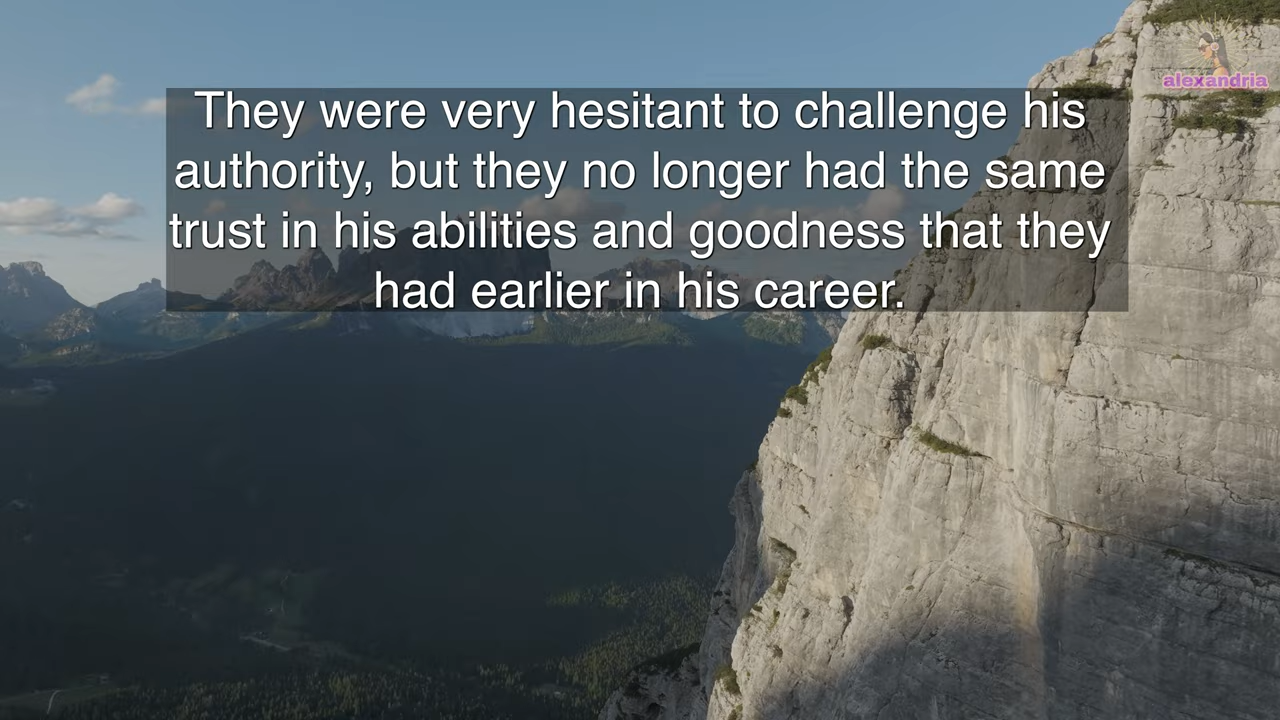 alexandria
They were very hesitant to challenge his
authority, but they no longer had the same
trust in his abilities and goodness that they
had earlier in his career.